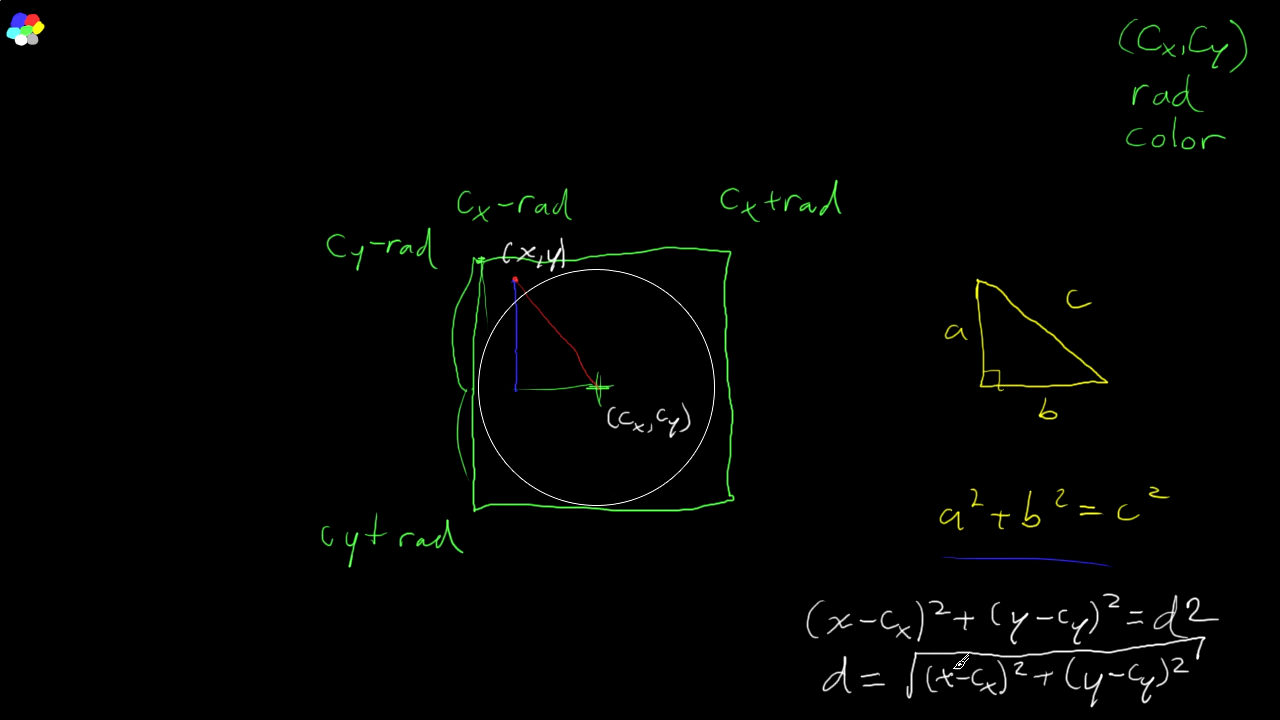 (Cx,Cy)
rad
color
Cx-rad
Cx+rad
Cy-rad
(x,y)
(Cx,Cy)
Cy+rad
a
c
b
a²+b²=c²
(x-Cx)²+(y-Cy)²=d2
d=√(x-Cx)²+(y-Cy)²